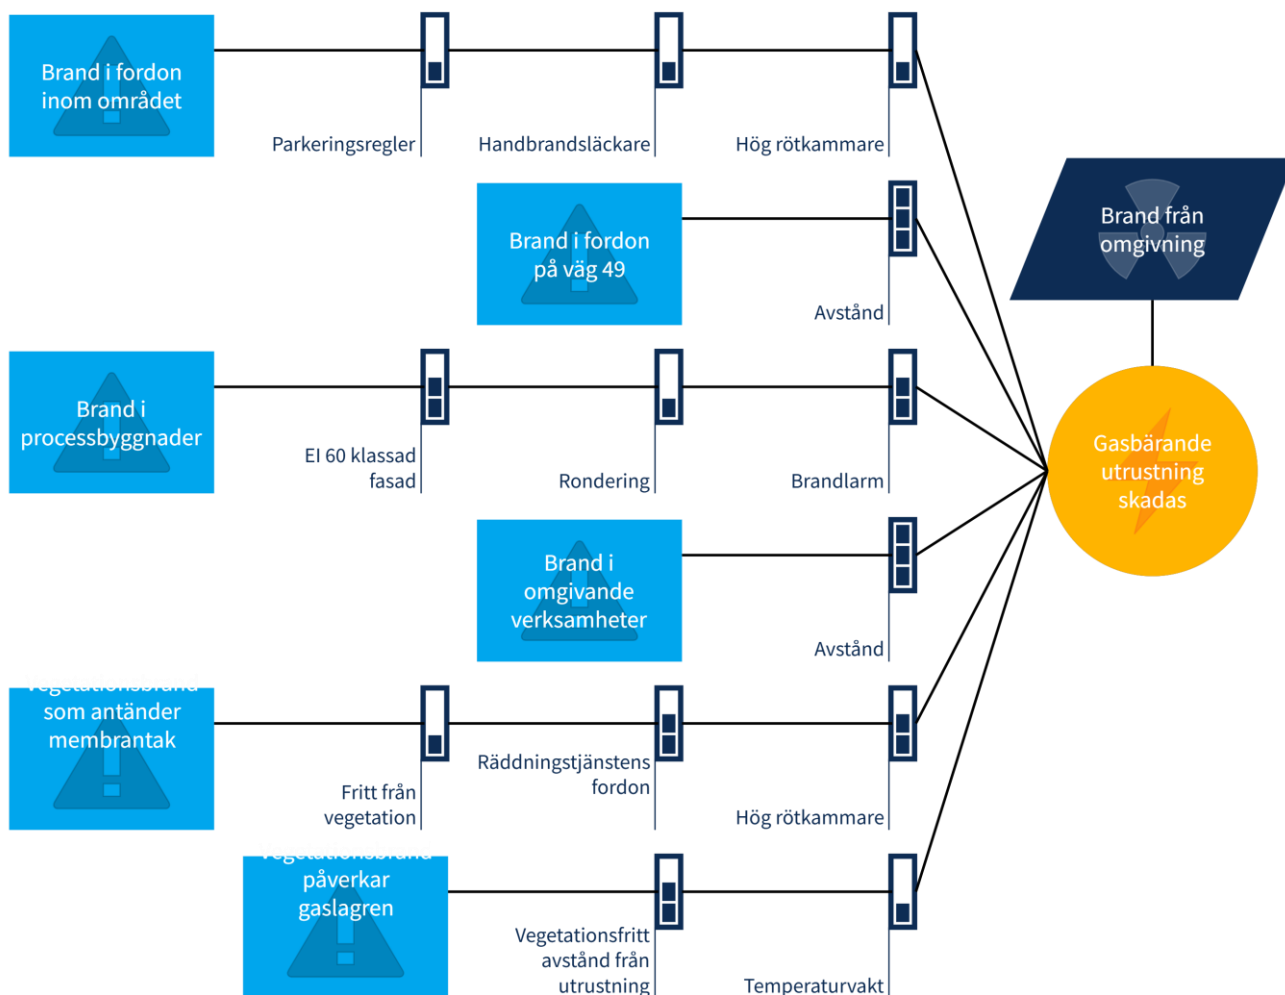 Brand i fordon
inom området
Parkeringsregler
Handbrandsläckare
Hög rötkammare
Brand i fordon
på väg 49
Avstånd
Brand från
omgivning
Brand i
processbyggnader
EI 60 klassad
fasad
Rondering
Brandlarm
Gasbärande
utrustning
skadas
Brand i
omgivande
verksamheter
Avstånd
Vegetationsbrand
som antänder
membrantak
Fritt från
vegetation
Räddningstjänstens
fordon
Hög rötkammare
Vegetationsbrand
påverkar
gaslagren
Vegetationsfritt
avstånd från
utrustning
Temperaturvakt